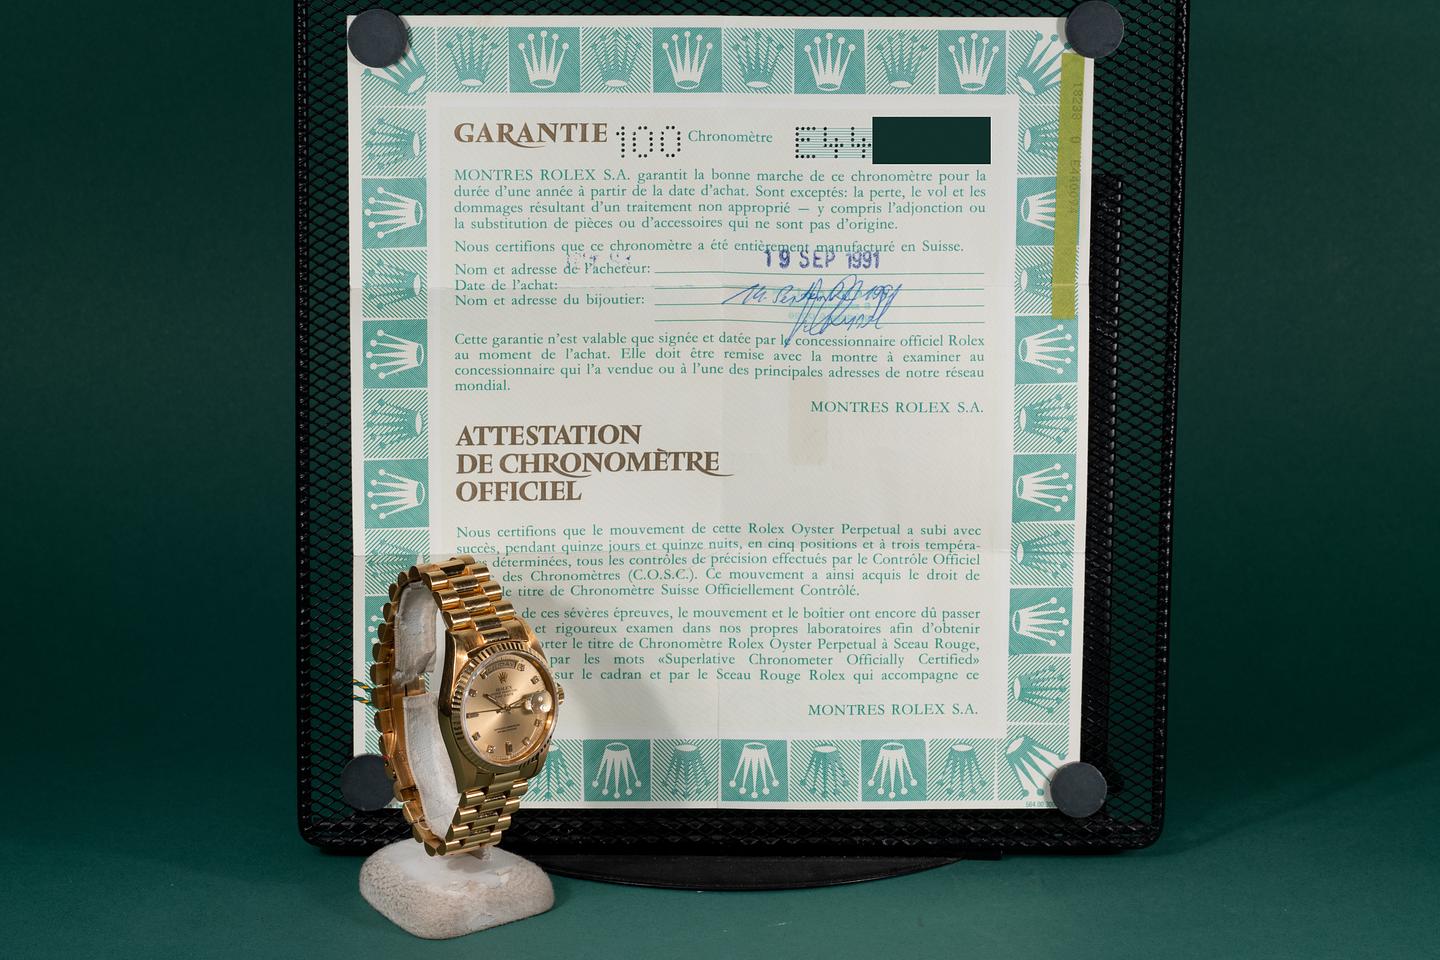 GARANTIE 100 Chronomètre E44
MONTRES ROLEX S.A. garantit la bonne marche de ce chronomètre pour la
durée d'une année à partir de la date d'achat. Sont exceptés: la perte, le vol et les
dommages résultant d'un traitement non approprié — y compris l'adjonction ou
la substitution de pièces ou d'accessoires qui ne sont pas d'origine.
Nous certifions que ce chronomètre a été entièrement manufacturé en Suisse.
19 SEP 1991
Nom et adresse de l'acheteur:
Date de l'achat:
Nom et adresse du bijoutier:
Cette garantie n'est valable que signée et datée par le concessionaire officiel Rolex
au moment de l'achat. Elle doit être remise avec la montre à examiner au
concessionaire qui l'a vendue ou à l'une des principales adresses de notre réseau
mondial.
MONTRES ROLEX S.A.
ATTESTATION
DE CHRONOMÈTRE
OFFICIEL
Nous certifions que le mouvement de cette Rolex Oyster Perpetual a subi avec
succès, pendant quinze jours et quinze nuits, en cinq positions et à trois tempéra-
déterminées, tous les contrôles de précision effectués par le Contrôle Officiel
des Chronomètres (C.O.S.C.). Ce mouvement a ainsi acquis le droit de
le titre de Chronomètre Suisse Officiellement Contrôlé.
de ces sévères épreuves, le mouvement et le boîtier ont encore dû passer
et rigoureux examen dans nos propres laboratoires afin d'obtenir
le titre de Chronomètre Rolex Oyster Perpetual à Sceau Rouge,
par les mots «Superlative Chronometer Officially Certified»
sur le cadran et par le Sceau Rouge Rolex qui accompagne ce
MONTRES ROLEX S.A.
ROLEX